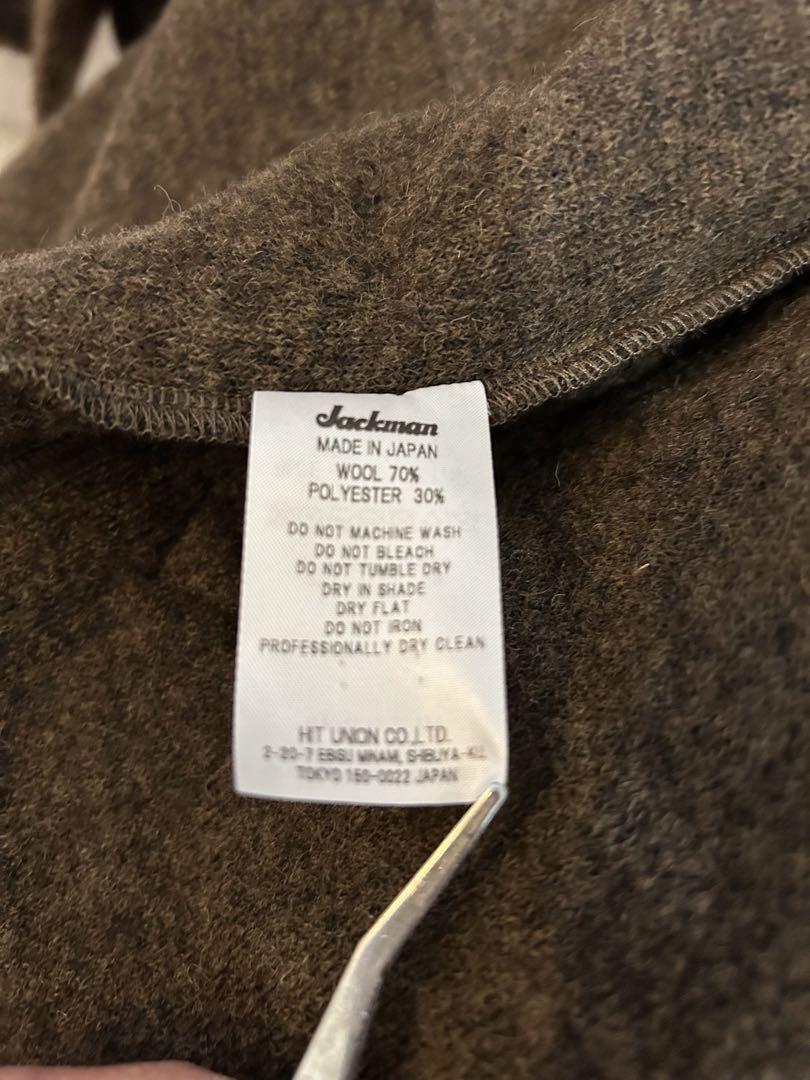 Jackman
MADE IN JAPAN
WOOL 70%
POLYESTER 30%
DO NOT MACHINE WASH
DO NOT BLEACH
DO NOT TUMBLE DRY
DRY IN SHADE
DRY FLAT
DO NOT IRON
PROFESSIONALLY DRY CLEAN
HIT UNION CO.,LTD.
2-20-7 EBISU MINAMI, SHIBUYA-KU,
TOKYO 150-0022 JAPAN